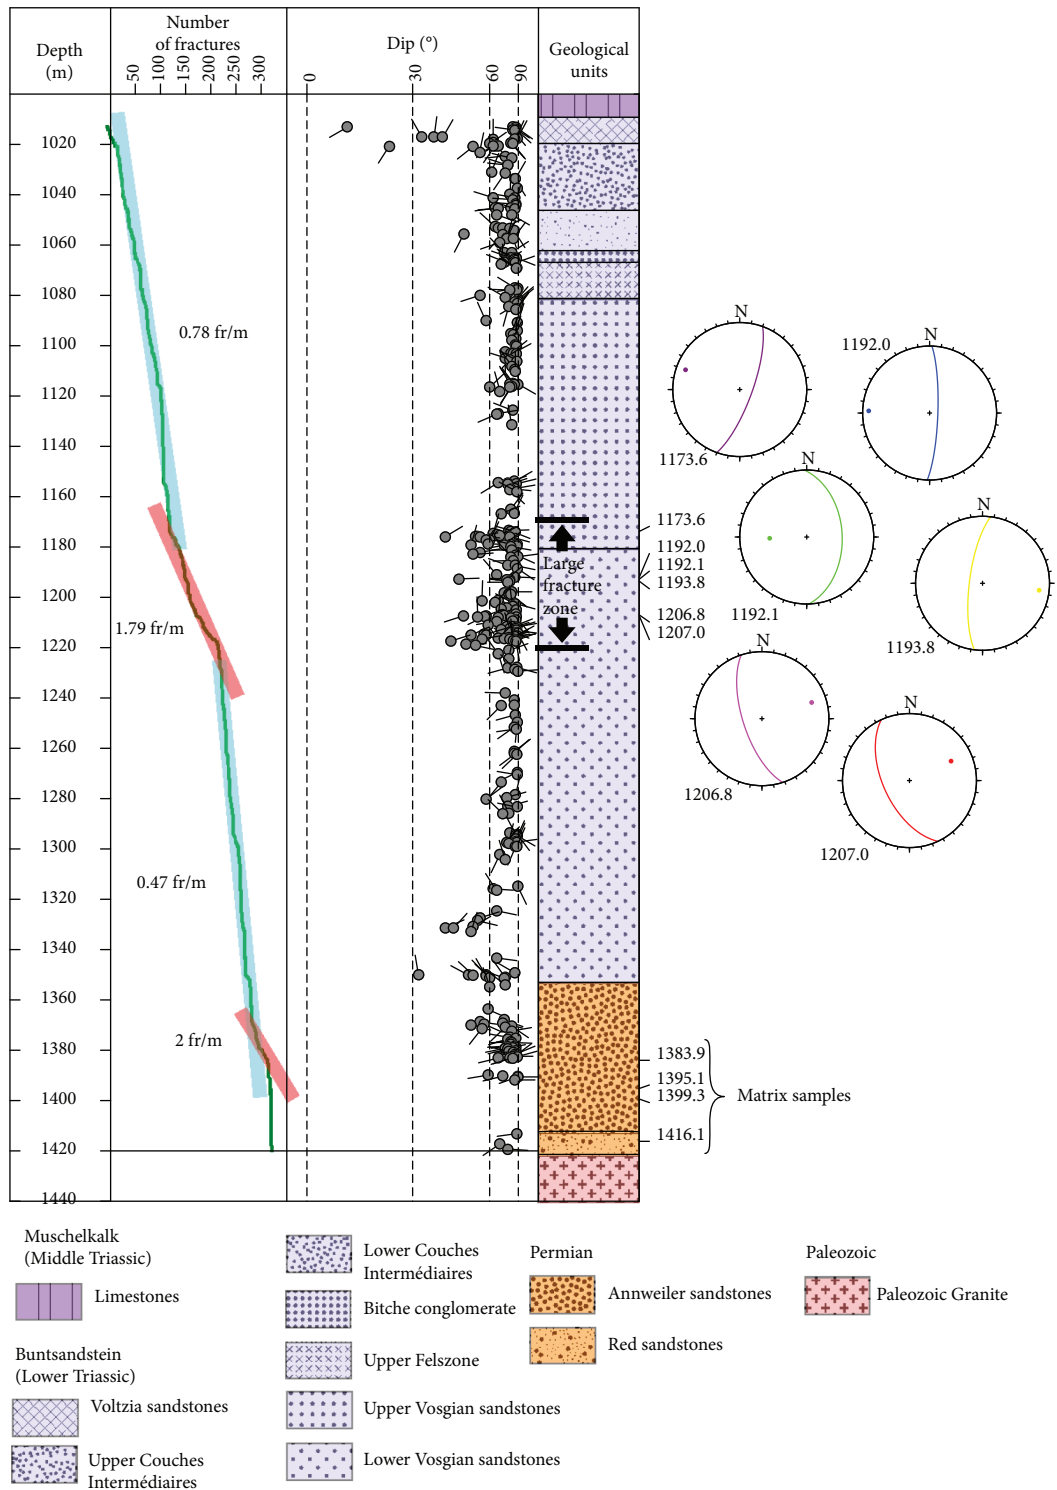 Depth
(m)
Number
of fractures
50
100
150
200
250
300
Dip (°)
0
30
60
90
Geological
units
1020
1040
1060
1080
1100
1120
1140
1160
1180
1200
1220
1240
1260
1280
1300
1320
1340
1360
1380
1400
1420
1440
0.78 fr/m
1.79 fr/m
0.47 fr/m
2 fr/m
Large
fracture
zone
1173.6
1192.0
1192.1
1193.8
1206.8
1207.0
1383.9
1395.1
1399.3
1416.1
Matrix samples
N
1173.6
N
1192.0
N
1192.1
N
1193.8
N
1206.8
N
1207.0
Muschelkalk
(Middle Triassic)
Limestones
Buntsandstein
(Lower Triassic)
Voltzia sandstones
Upper Couches
Intermédiaires
Lower Couches
Intermédiaires
Bitche conglomerate
Upper Felszone
Upper Vosgian sandstones
Lower Vosgian sandstones
Permian
Annweiler sandstones
Red sandstones
Paleozoic
Paleozoic Granite